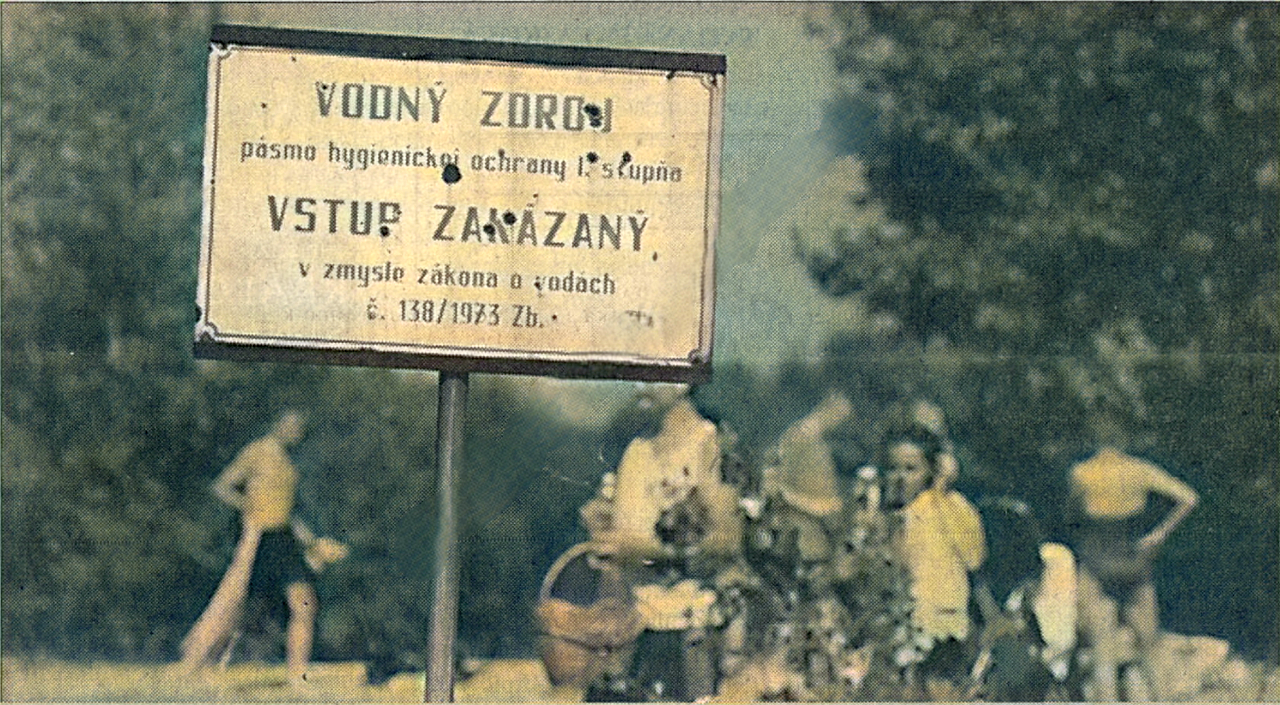 VODNÝ ZDROJ
pásmo hygienickej ochrany I. stupňa
VSTUP ZAKÁZANÝ
v zmysle zákona o vodách
č. 138/1973 Zb.